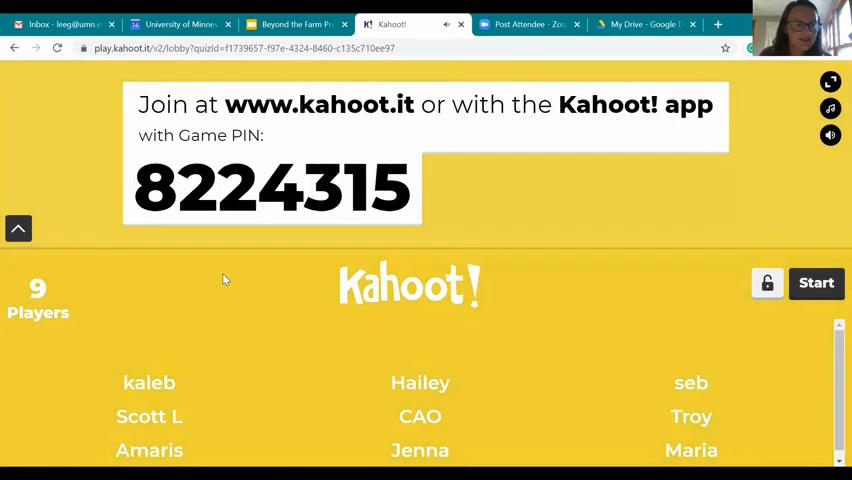 Inbox - leeg@umn.e
University of Minnes
Beyond the Farm Pre
K! Kahoot!
Post Attendee - Zoo
My Drive - Google D
play.kahoot.it/v2/lobby?quizId=f1739657-f97e-4324-8460-c135c710ee97
Join at www.kahoot.it or with the Kahoot! app
with Game PIN:
8224315
9
Players
Kahoot!
Start
kaleb
Hailey
seb
Scott L
CAO
Troy
Amaris
Jenna
Maria